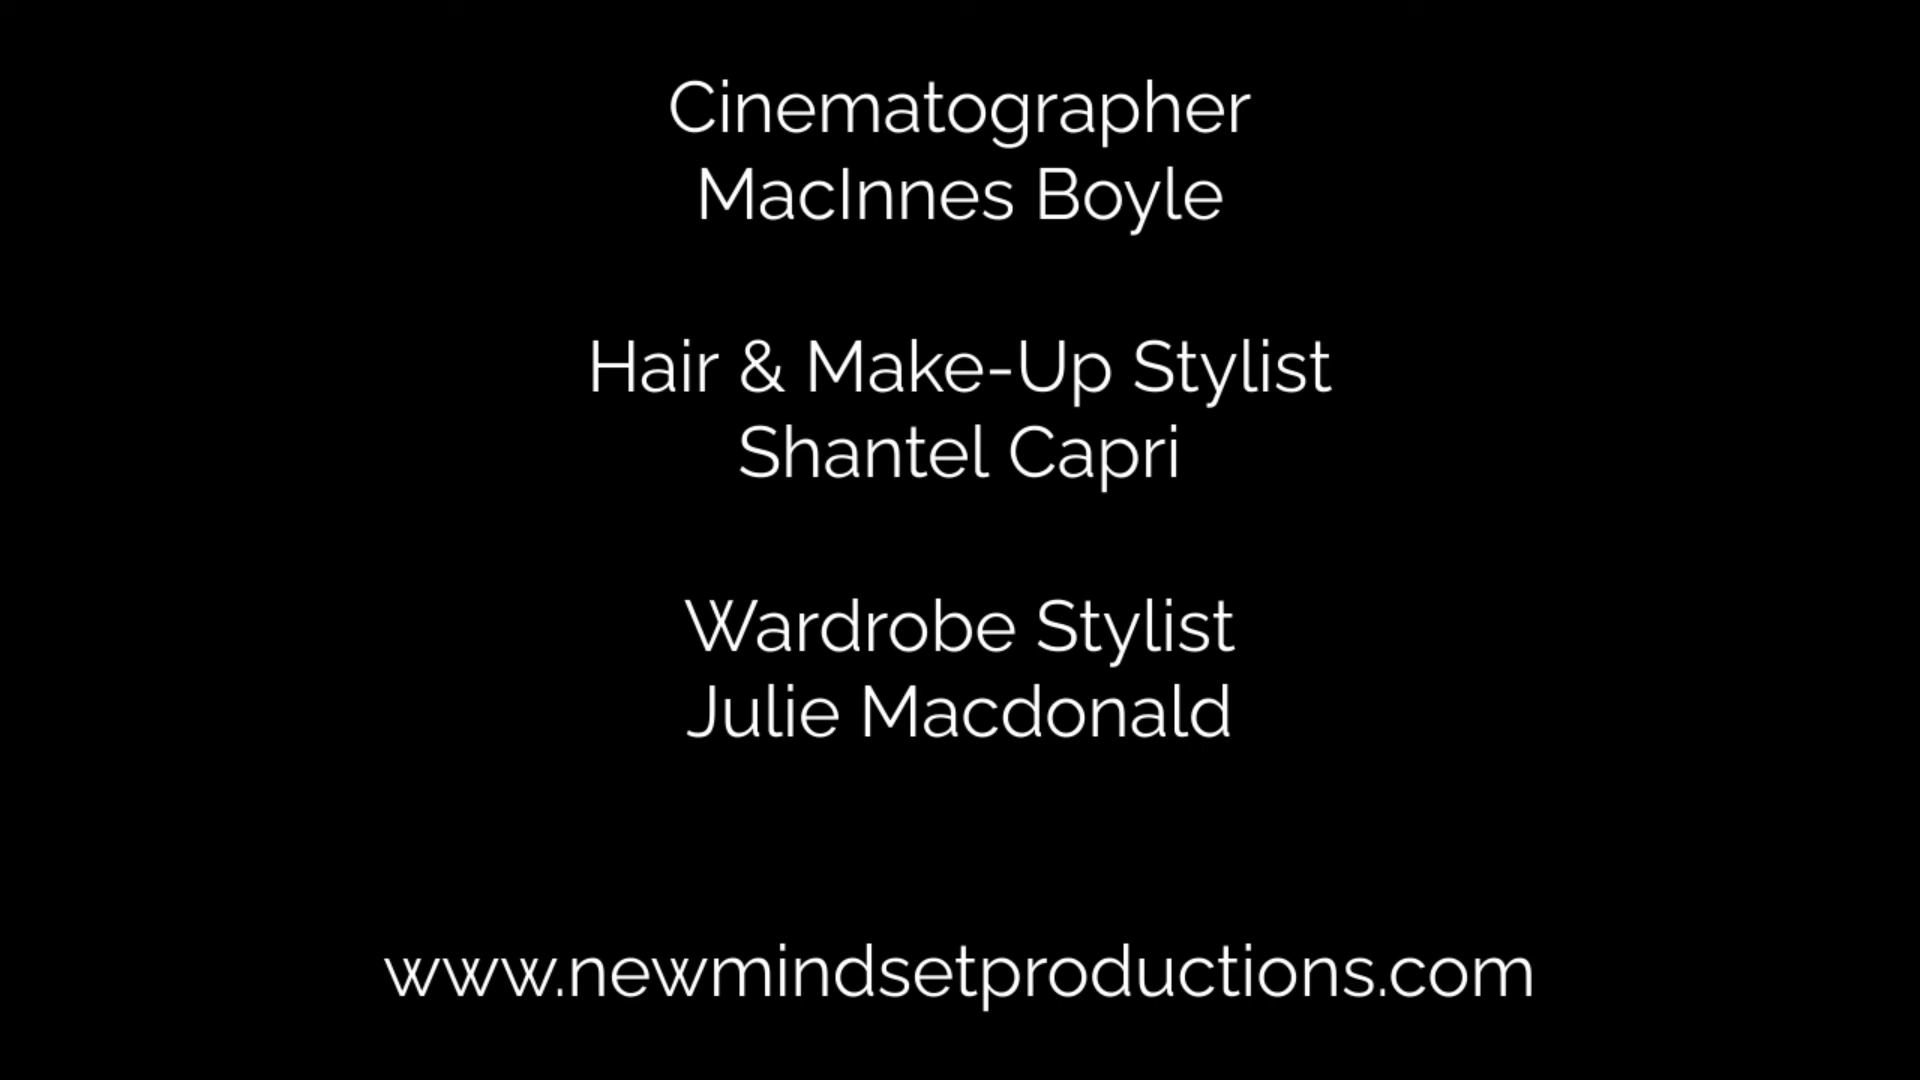 Cinematographer
MacInnes Boyle
Hair & Make-Up Stylist
Shantel Capri
Wardrobe Stylist
Julie Macdonald
www.newmindsetproductions.com